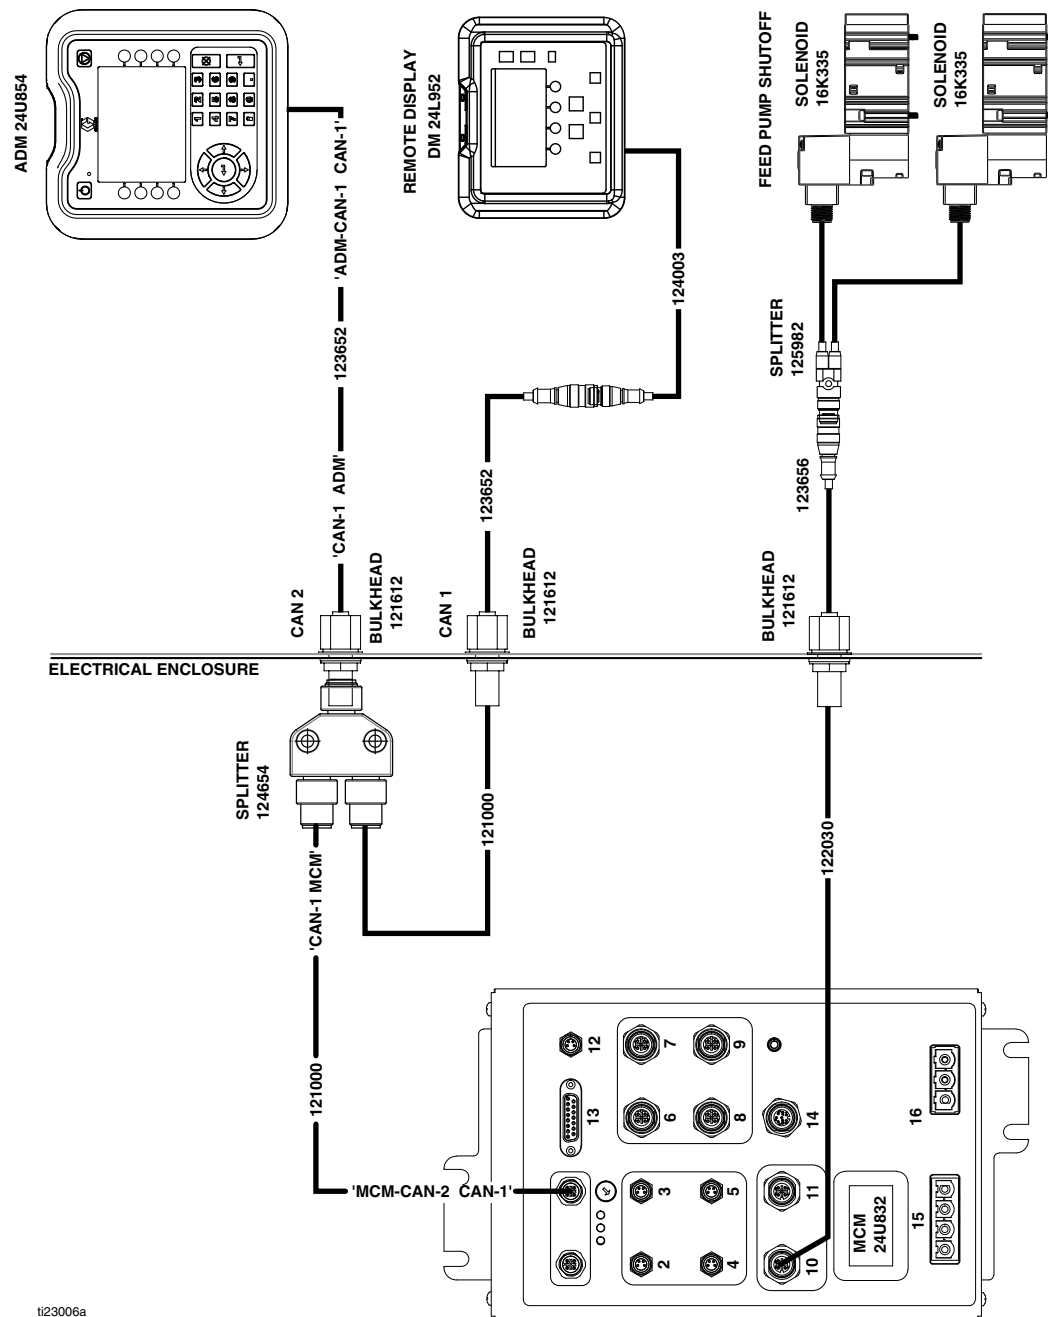 ADM 24U854
REMOTE DISPLAY
DM 24L952
FEED PUMP SHUTOFF
SOLENOID
16K335
SOLENOID
16K335
'ADM-CAN-1 CAN-1'
123652
'CAN-1 ADM'
124003
123652
SPLITTER
125982
123656
CAN 2
BULKHEAD
121612
CAN 1
BULKHEAD
121612
BULKHEAD
121612
ELECTRICAL ENCLOSURE
SPLITTER
124654
'CAN-1 MCM'
121000
121000
122030
'MCM-CAN-2 CAN-1'
12
13
7
9
6
8
14
16
3
5
11
2
4
10
MCM
24U832
15
ti23006a